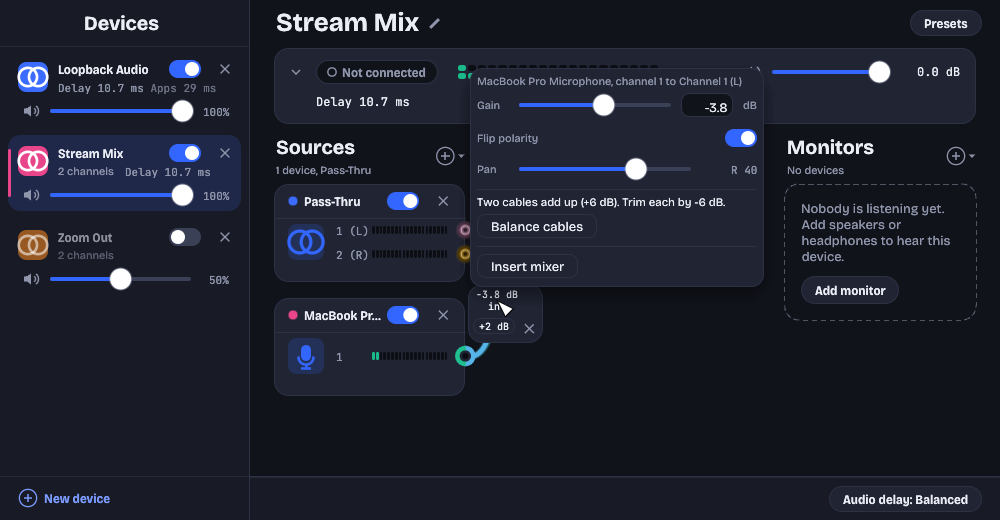 Devices
Loopback Audio
Delay 10.7 ms Apps 29 ms
100%
Stream Mix
2 channels Delay 10.7 ms
100%
Zoom Out
2 channels
50%
New device
Stream Mix
Presets
Not connected
0.0 dB
Delay 10.7 ms
MacBook Pro Microphone, channel 1 to Channel 1 (L)
Gain
-3.8
dB
Flip polarity
Pan
R 40
Two cables add up (+6 dB). Trim each by -6 dB.
Balance cables
Insert mixer
-3.8 dB
+2 dB
Sources
1 device, Pass-Thru
Pass-Thru
1 (L)
2 (R)
MacBook Pr...
1
Monitors
No devices
Nobody is listening yet.
Add speakers or
headphones to hear this
device.
Add monitor
Audio delay: Balanced